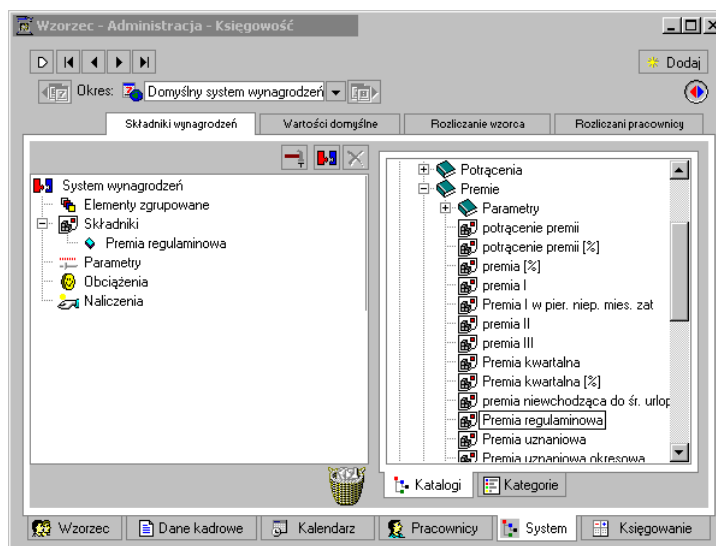 Wzorzec - Administracja - Księgowość
Dodaj
Okres: Domyślny system wynagrodzeń
Składniki wynagrodzeń Wartości domyślne Rozliczanie wzorca Rozliczani pracownicy
System wynagrodzeń
Elementy zgrupowane
Składniki
Premia regulaminowa
Parametry
Obciążenia
Naliczenia
Potrącenia
Premie
Parametry
potrącenie premii
potrącenie premii [%]
premia [%]
premia I
Premia I w pier. niep. mies. zat
premia II
premia III
Premia kwartalna
Premia kwartalna [%]
premia niewchodząca do śr. urlop
Premia regulaminowa
Premia uznaniowa
Premia uznaniowa okresowa
Katalogi Kategorie
Wzorzec Dane kadrowe Kalendarz Pracownicy System Księgowanie